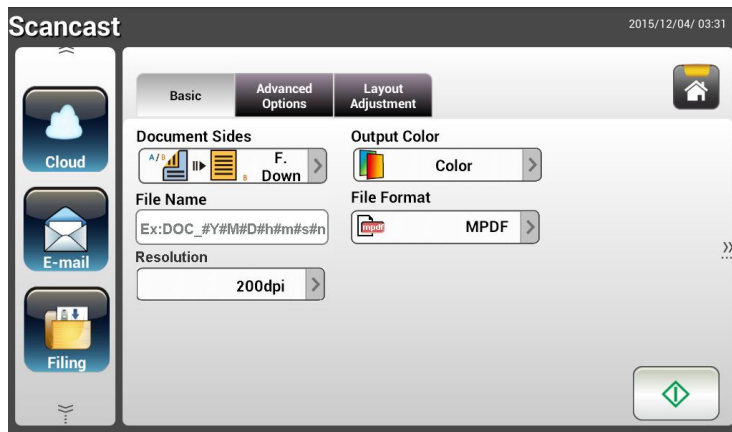 Scancast
2015/12/04/ 03:31
Cloud
E-mail
Filing
Basic
Advanced
Options
Layout
Adjustment
Document Sides
A/B
B
F.
Down
Output Color
Color
File Name
Ex:DOC_#Y#M#D#h#m#s#n
File Format
mpdf
MPDF
Resolution
200dpi